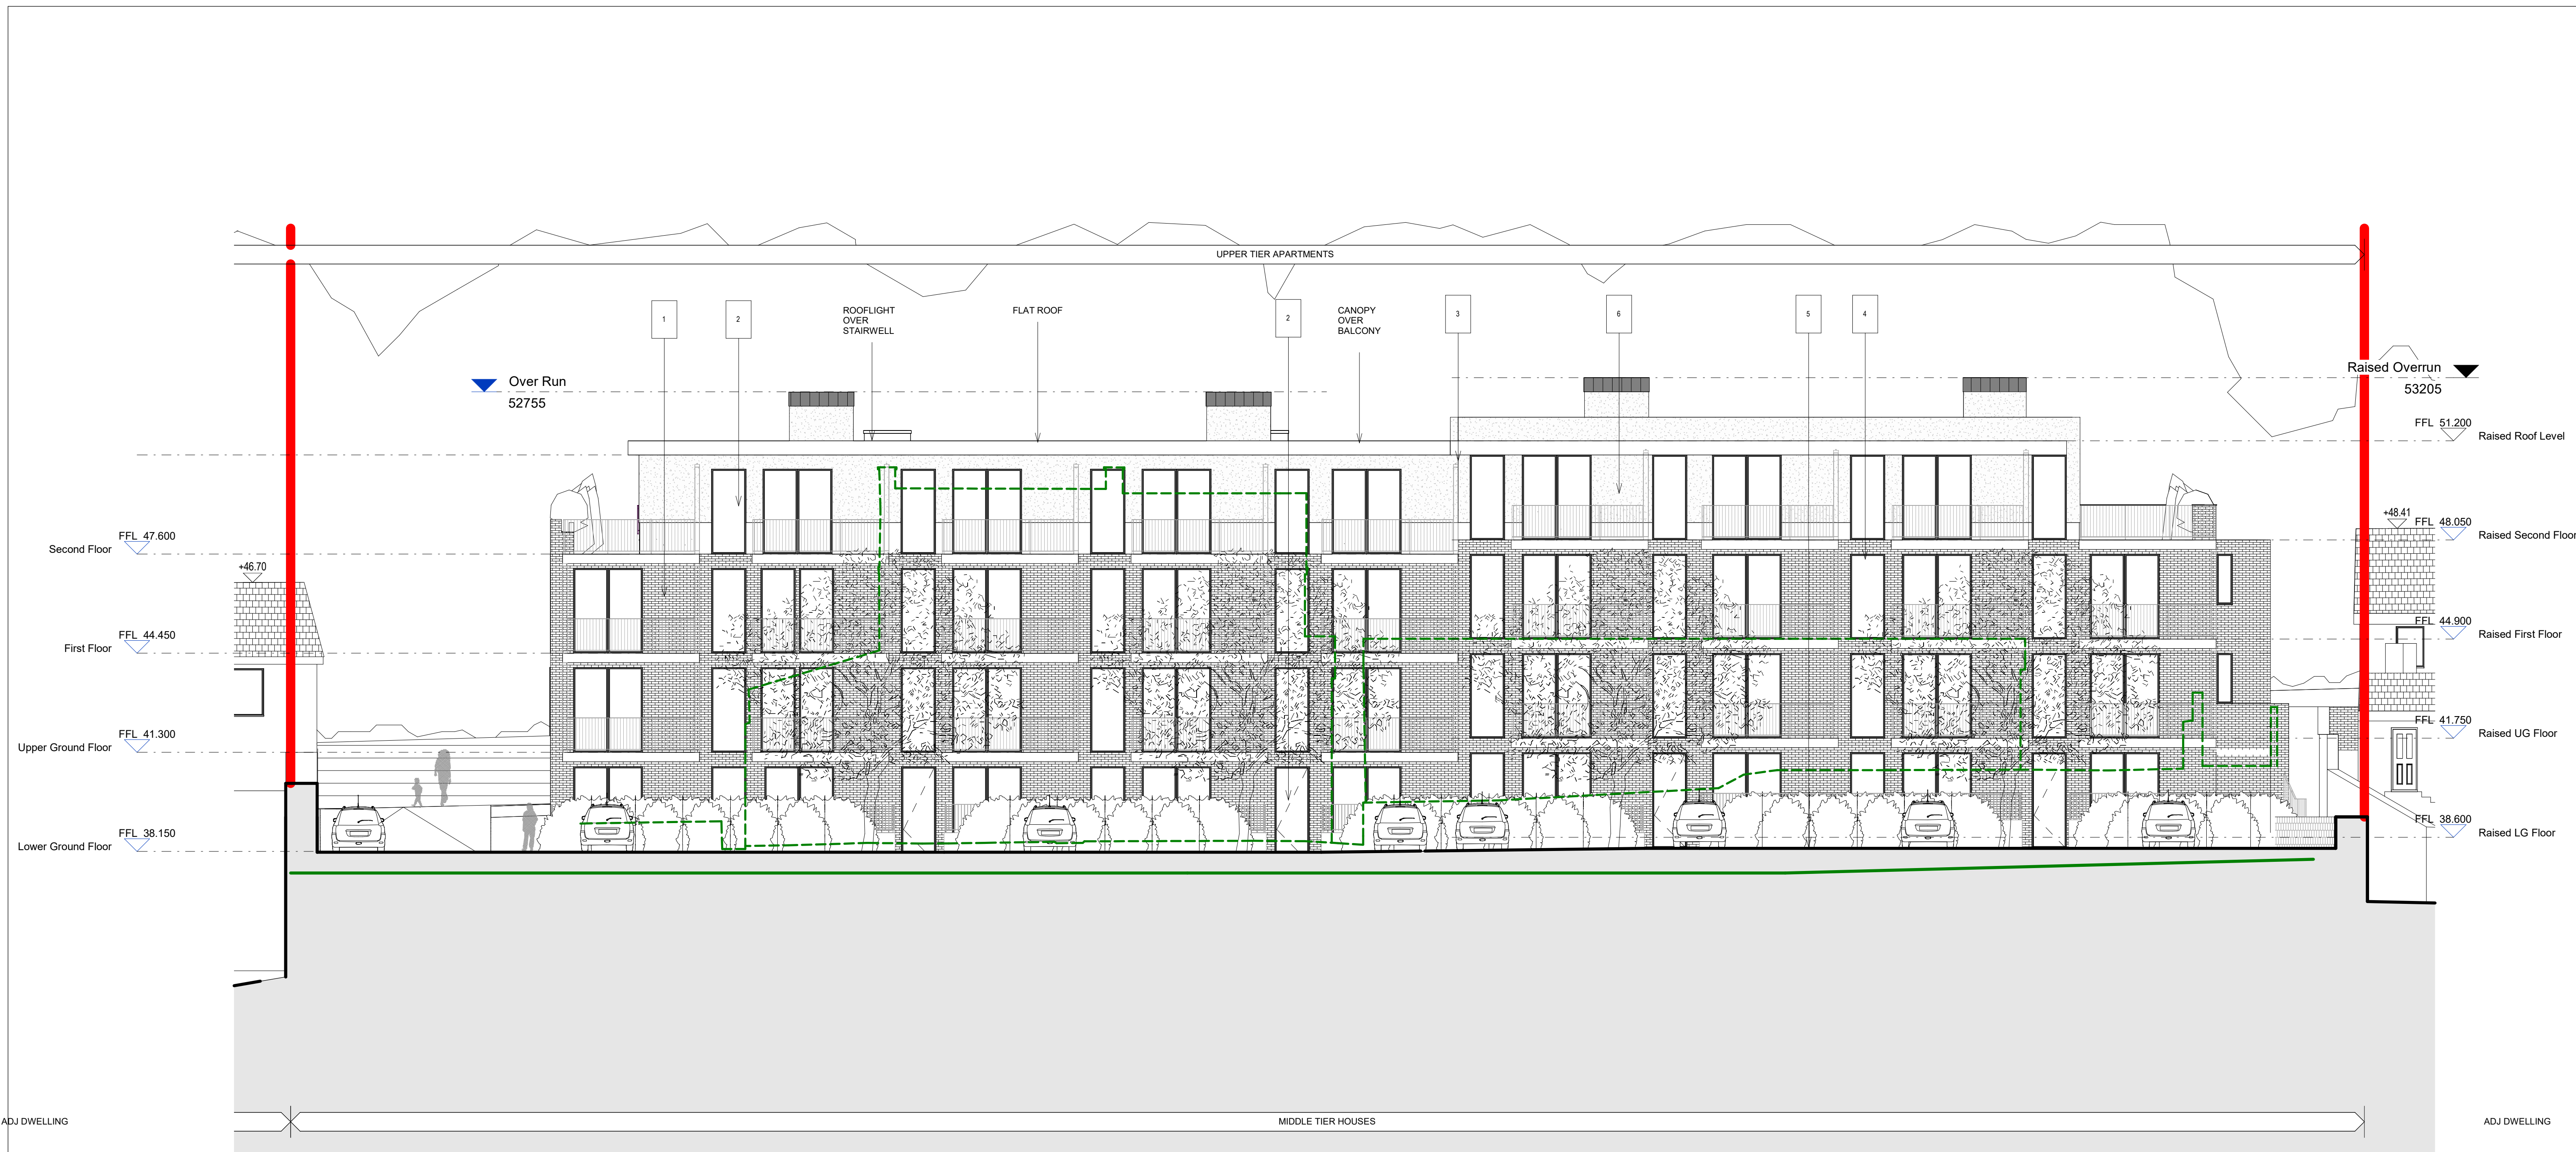 UPPER TIER APARTMENTS
1
2
ROOFLIGHT
OVER
STAIRWELL
FLAT ROOF
2
CANOPY
OVER
BALCONY
3
6
5
4
Over Run
52755
Raised Overrun
53205
FFL 51.200
Raised Roof Level
+48.41
FFL 47.600
Second Floor
FFL 48.050
Raised Second Floor
+46.70
FFL 44.450
First Floor
FFL 44.900
Raised First Floor
FFL 41.300
Upper Ground Floor
FFL 41.750
Raised UG Floor
FFL 38.150
Lower Ground Floor
FFL 38.600
Raised LG Floor
ADJ DWELLING
MIDDLE TIER HOUSES
ADJ DWELLING